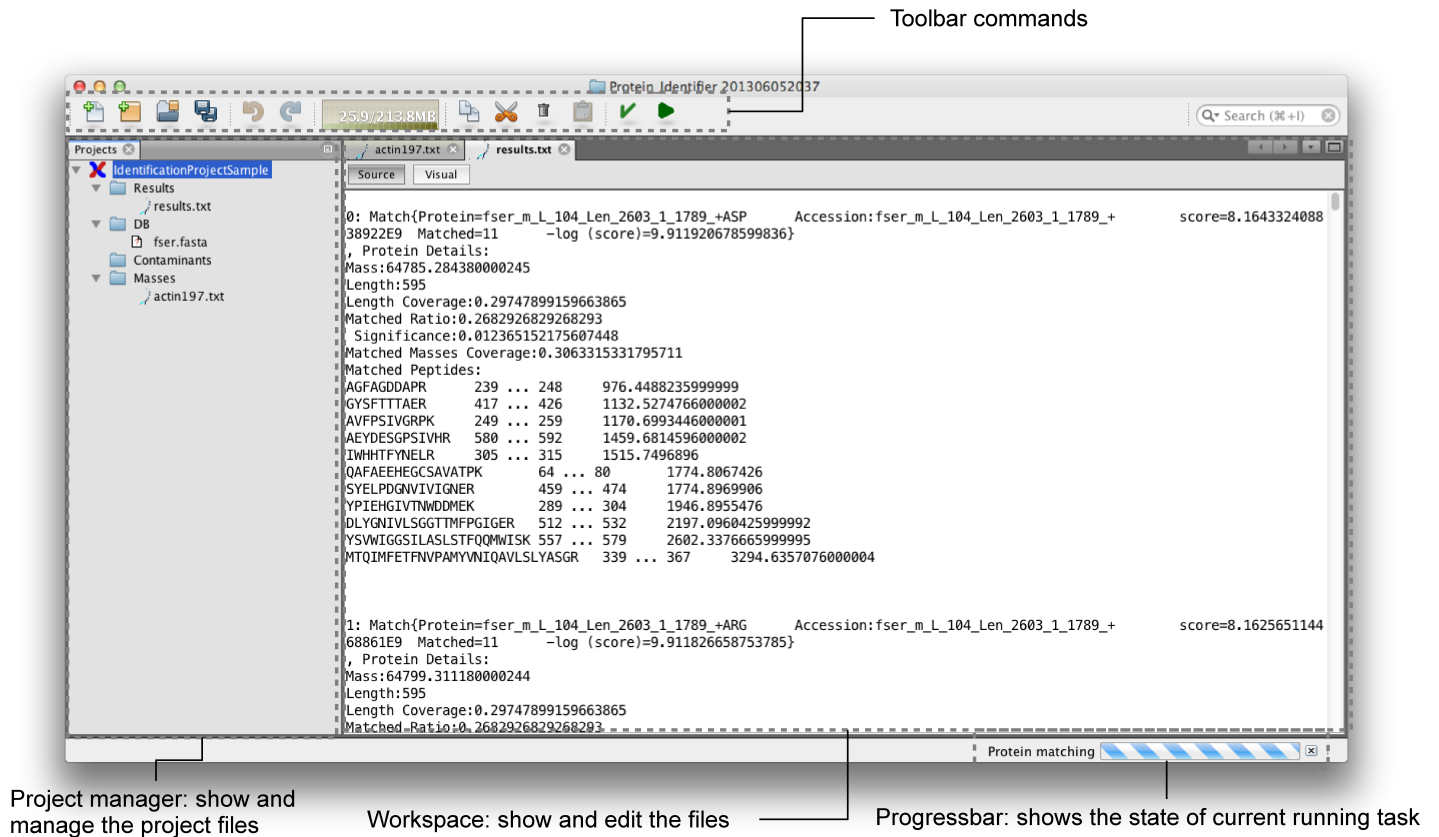 Toolbar commands
Protein Identifier 201306052037
25.9/213.8MB
Search (⌘+I)
Projects
actin197.txt
results.txt
IdentificationProjectSample
Results
results.txt
DB
fser.fasta
Contaminants
Masses
actin197.txt
Source Visual
0: Match{Protein=fser_m_L_104_Len_2603_1_1789_+ASP Accession:fser_m_L_104_Len_2603_1_1789_+ score=8.1643324088
38922E9 Matched=11 -log (score)=9.911920678599836}
, Protein Details:
Mass:64785.284380000245
Length:595
Length Coverage:0.29747899159663865
Matched Ratio:0.2682926829268293
Significance:0.012365152175607448
Matched Masses Coverage:0.3063315331795711
Matched Peptides:
AGFAGDDAPR 239 ... 248 976.4488235999999
GYSFTTTAER 417 ... 426 1132.5274766000002
AVFPSIVGRPK 249 ... 259 1170.6993446000001
AEYDESGPSIVHR 580 ... 592 1459.6814596000002
IWHHTFYNELR 305 ... 315 1515.7496896
QAFAEEHEGCSAVATPK 64 ... 80 1774.8067426
SYELPDGNVIVIGNER 459 ... 474 1774.8969906
YPIEHGIVTNWDDMEK 289 ... 304 1946.8955476
DLYGNIVLSGGTTMFPGIGER 512 ... 532 2197.0960425999992
YSVWIGGSILASLSTFQQMWISK 557 ... 579 2602.3376665999995
MTQIMFETFNVPAMYVNIQAVLSLYASGR 339 ... 367 3294.6357076000004
1: Match{Protein=fser_m_L_104_Len_2603_1_1789_+ARG Accession:fser_m_L_104_Len_2603_1_1789_+ score=8.1625651144
68861E9 Matched=11 -log (score)=9.911826658753785}
, Protein Details:
Mass:64799.311180000244
Length:595
Length Coverage:0.29747899159663865
Matched Ratio:0.2682926829268293
Protein matching
Project manager: show and
manage the project files
Workspace: show and edit the files
Progressbar: shows the state of current running task